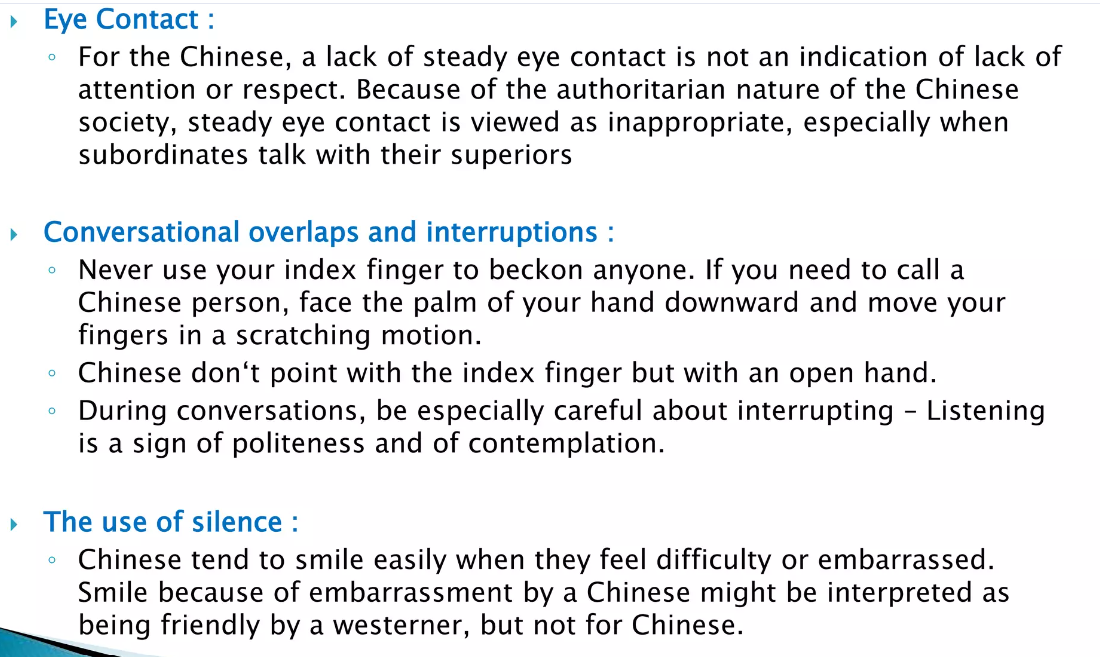 Eye Contact :
For the Chinese, a lack of steady eye contact is not an indication of lack of
attention or respect. Because of the authoritarian nature of the Chinese
society, steady eye contact is viewed as inappropriate, especially when
subordinates talk with their superiors
Conversational overlaps and interruptions :
Never use your index finger to beckon anyone. If you need to call a
Chinese person, face the palm of your hand downward and move your
fingers in a scratching motion.
Chinese don‘t point with the index finger but with an open hand.
During conversations, be especially careful about interrupting – Listening
is a sign of politeness and of contemplation.
The use of silence :
Chinese tend to smile easily when they feel difficulty or embarrassed.
Smile because of embarrassment by a Chinese might be interpreted as
being friendly by a westerner, but not for Chinese.